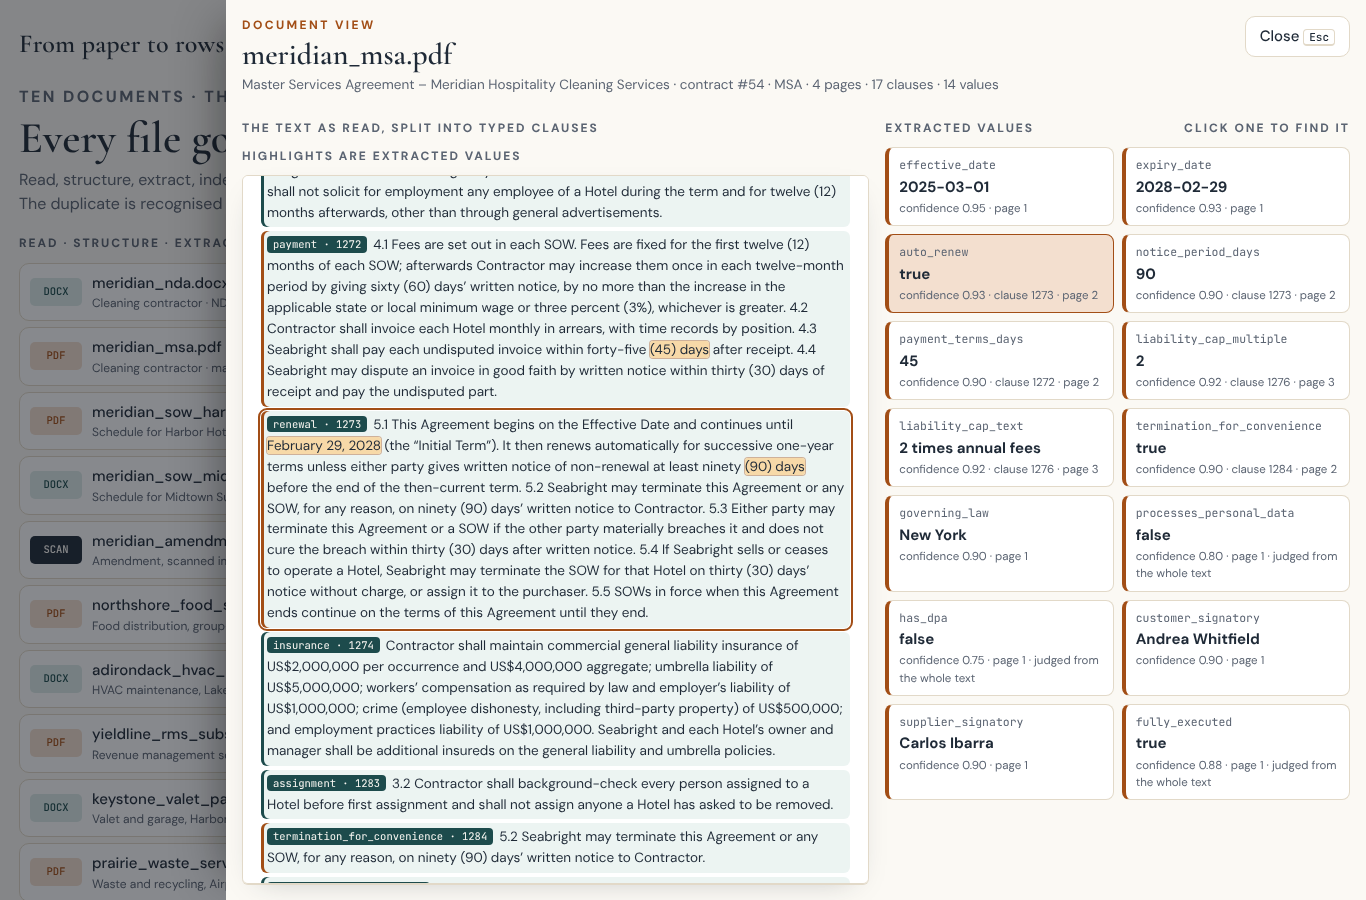 From paper to rows
TEN DOCUMENTS · TH
Every file go
Read, structure, extract, inde
The duplicate is recognised
READ · STRUCTURE · EXTRAC
DOCX meridian_nda.docx
Cleaning contractor · ND
PDF meridian_msa.pdf
Cleaning contractor · ma
PDF meridian_sow_har
Schedule for Harbor Hot
DOCX meridian_sow_mid
Schedule for Midtown Su
SCAN meridian_amendm
Amendment, scanned in
PDF northshore_food_s
Food distribution, group
DOCX adirondack_hvac_
HVAC maintenance, Lake
PDF yieldline_rms_subs
Revenue management s
DOCX keystone_valet_pa
Valet and garage, Harbo
PDF prairie_waste_serv
Waste and recycling, Air
DOCUMENT VIEW
meridian_msa.pdf
Master Services Agreement – Meridian Hospitality Cleaning Services · contract #54 · MSA · 4 pages · 17 clauses · 14 values
Close Esc
THE TEXT AS READ, SPLIT INTO TYPED CLAUSES
HIGHLIGHTS ARE EXTRACTED VALUES
shall not solicit for employment any employee of a Hotel during the term and for twelve (12)
months afterwards, other than through general advertisements.
payment · 1272 4.1 Fees are set out in each SOW. Fees are fixed for the first twelve (12)
months of each SOW; afterwards Contractor may increase them once in each twelve-month
period by giving sixty (60) days’ written notice, by no more than the increase in the
applicable state or local minimum wage or three percent (3%), whichever is greater. 4.2
Contractor shall invoice each Hotel monthly in arrears, with time records by position. 4.3
Seabright shall pay each undisputed invoice within forty-five (45) days after receipt. 4.4
Seabright may dispute an invoice in good faith by written notice within thirty (30) days of
receipt and pay the undisputed part.
renewal · 1273 5.1 This Agreement begins on the Effective Date and continues until
February 29, 2028 (the “Initial Term”). It then renews automatically for successive one-year
terms unless either party gives written notice of non-renewal at least ninety (90) days
before the end of the then-current term. 5.2 Seabright may terminate this Agreement or any
SOW, for any reason, on ninety (90) days’ written notice to Contractor. 5.3 Either party may
terminate this Agreement or a SOW if the other party materially breaches it and does not
cure the breach within thirty (30) days after written notice. 5.4 If Seabright sells or ceases
to operate a Hotel, Seabright may terminate the SOW for that Hotel on thirty (30) days’
notice without charge, or assign it to the purchaser. 5.5 SOWs in force when this Agreement
ends continue on the terms of this Agreement until they end.
insurance · 1274 Contractor shall maintain commercial general liability insurance of
US$2,000,000 per occurrence and US$4,000,000 aggregate; umbrella liability of
US$5,000,000; workers’ compensation as required by law and employer’s liability of
US$1,000,000; crime (employee dishonesty, including third-party property) of US$500,000;
and employment practices liability of US$1,000,000. Seabright and each Hotel’s owner and
manager shall be additional insureds on the general liability and umbrella policies.
assignment · 1283 3.2 Contractor shall background-check every person assigned to a
Hotel before first assignment and shall not assign anyone a Hotel has asked to be removed.
termination_for_convenience · 1284 5.2 Seabright may terminate this Agreement or any
SOW, for any reason, on ninety (90) days’ written notice to Contractor.
EXTRACTED VALUES CLICK ONE TO FIND IT
effective_date
2025-03-01
confidence 0.95 · page 1
expiry_date
2028-02-29
confidence 0.93 · page 1
auto_renew
true
confidence 0.93 · clause 1273 · page 2
notice_period_days
90
confidence 0.90 · clause 1273 · page 2
payment_terms_days
45
confidence 0.90 · clause 1272 · page 2
liability_cap_multiple
2
confidence 0.92 · clause 1276 · page 3
liability_cap_text
2 times annual fees
confidence 0.92 · clause 1276 · page 3
termination_for_convenience
true
confidence 0.90 · clause 1284 · page 2
governing_law
New York
confidence 0.90 · page 1
processes_personal_data
false
confidence 0.80 · page 1 · judged from
the whole text
has_dpa
false
confidence 0.75 · page 1 · judged from
the whole text
customer_signatory
Andrea Whitfield
confidence 0.90 · page 1
supplier_signatory
Carlos Ibarra
confidence 0.90 · page 1
fully_executed
true
confidence 0.88 · page 1 · judged from
the whole text